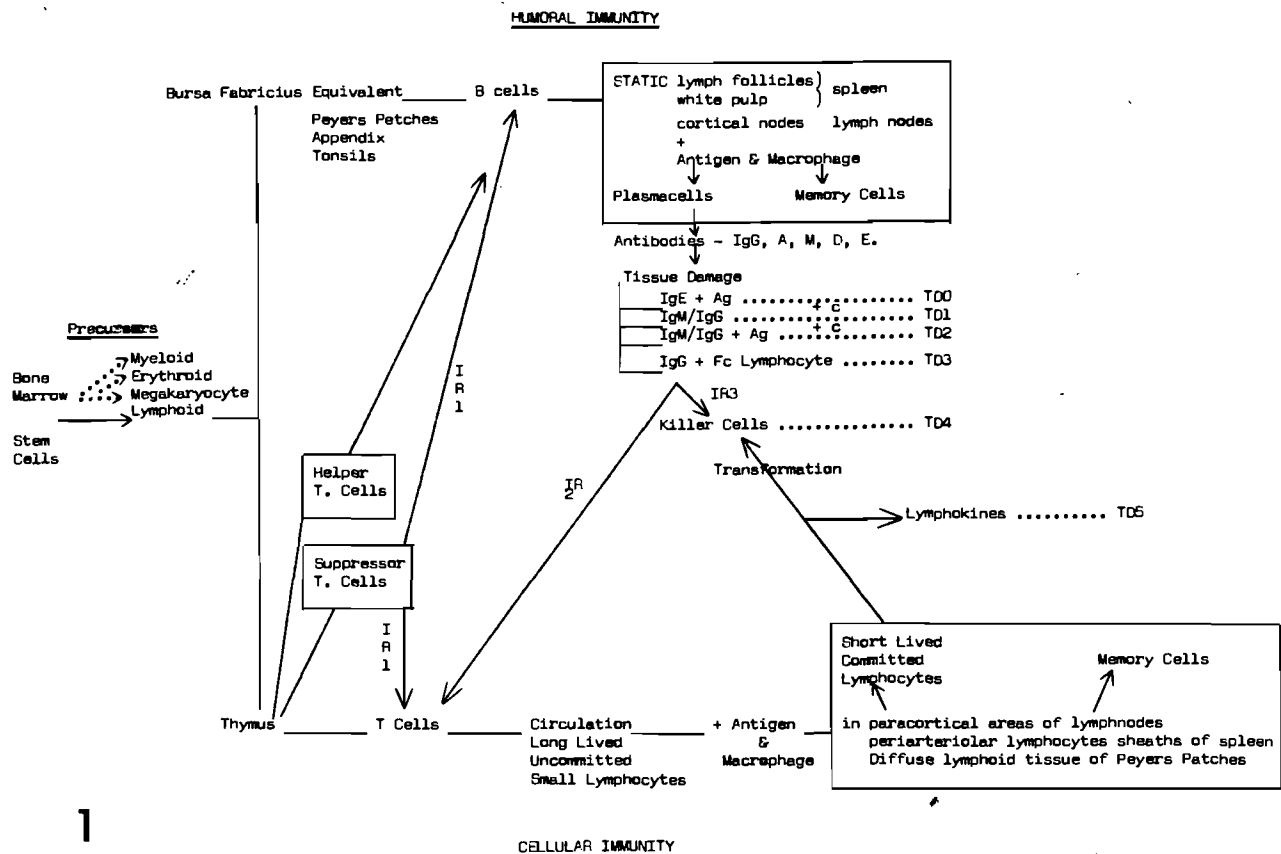 HUMORAL IMMUNITY
Bursa Fabricius Equivalent
Peyers Petches
Appendix
Tonsils
B cells
STATIC lymph follicles } spleen
white pulp
cortical nodes lymph nodes
+
Antigen & Macrophage
Plasmacells Memory Cells
Antibodies - IgG, A, M, D, E.
Tissue Damage
IgE + Ag .................... TD0
+ c
IgM/IgG .................... TD1
+ c
IgM/IgG + Ag ................ TD2
IgG + Fc Lymphocyte ........ TD3
IR3
Killer Cells ............... TD4
Transformation
Lymphokines .......... TD5
Precursers
Bone
Marrow
Stem
Cells
Myeloid
Erythroid
Megakaryocyte
Lymphoid
I
R
1
Helper
T. Cells
Suppressor
T. Cells
I
R
1
IR
2
Short Lived
Committed
Lymphocytes
Memory Cells
in paracortical areas of lymphnodes
periarteriolar lymphocytes sheaths of spleen
Diffuse lymphoid tissue of Peyers Patches
Thymus
T Cells
Circulation
Long Lived
Uncommitted
Small Lymphocytes
+ Antigen
&
Macrophage
1
CELLULAR IMMUNITY